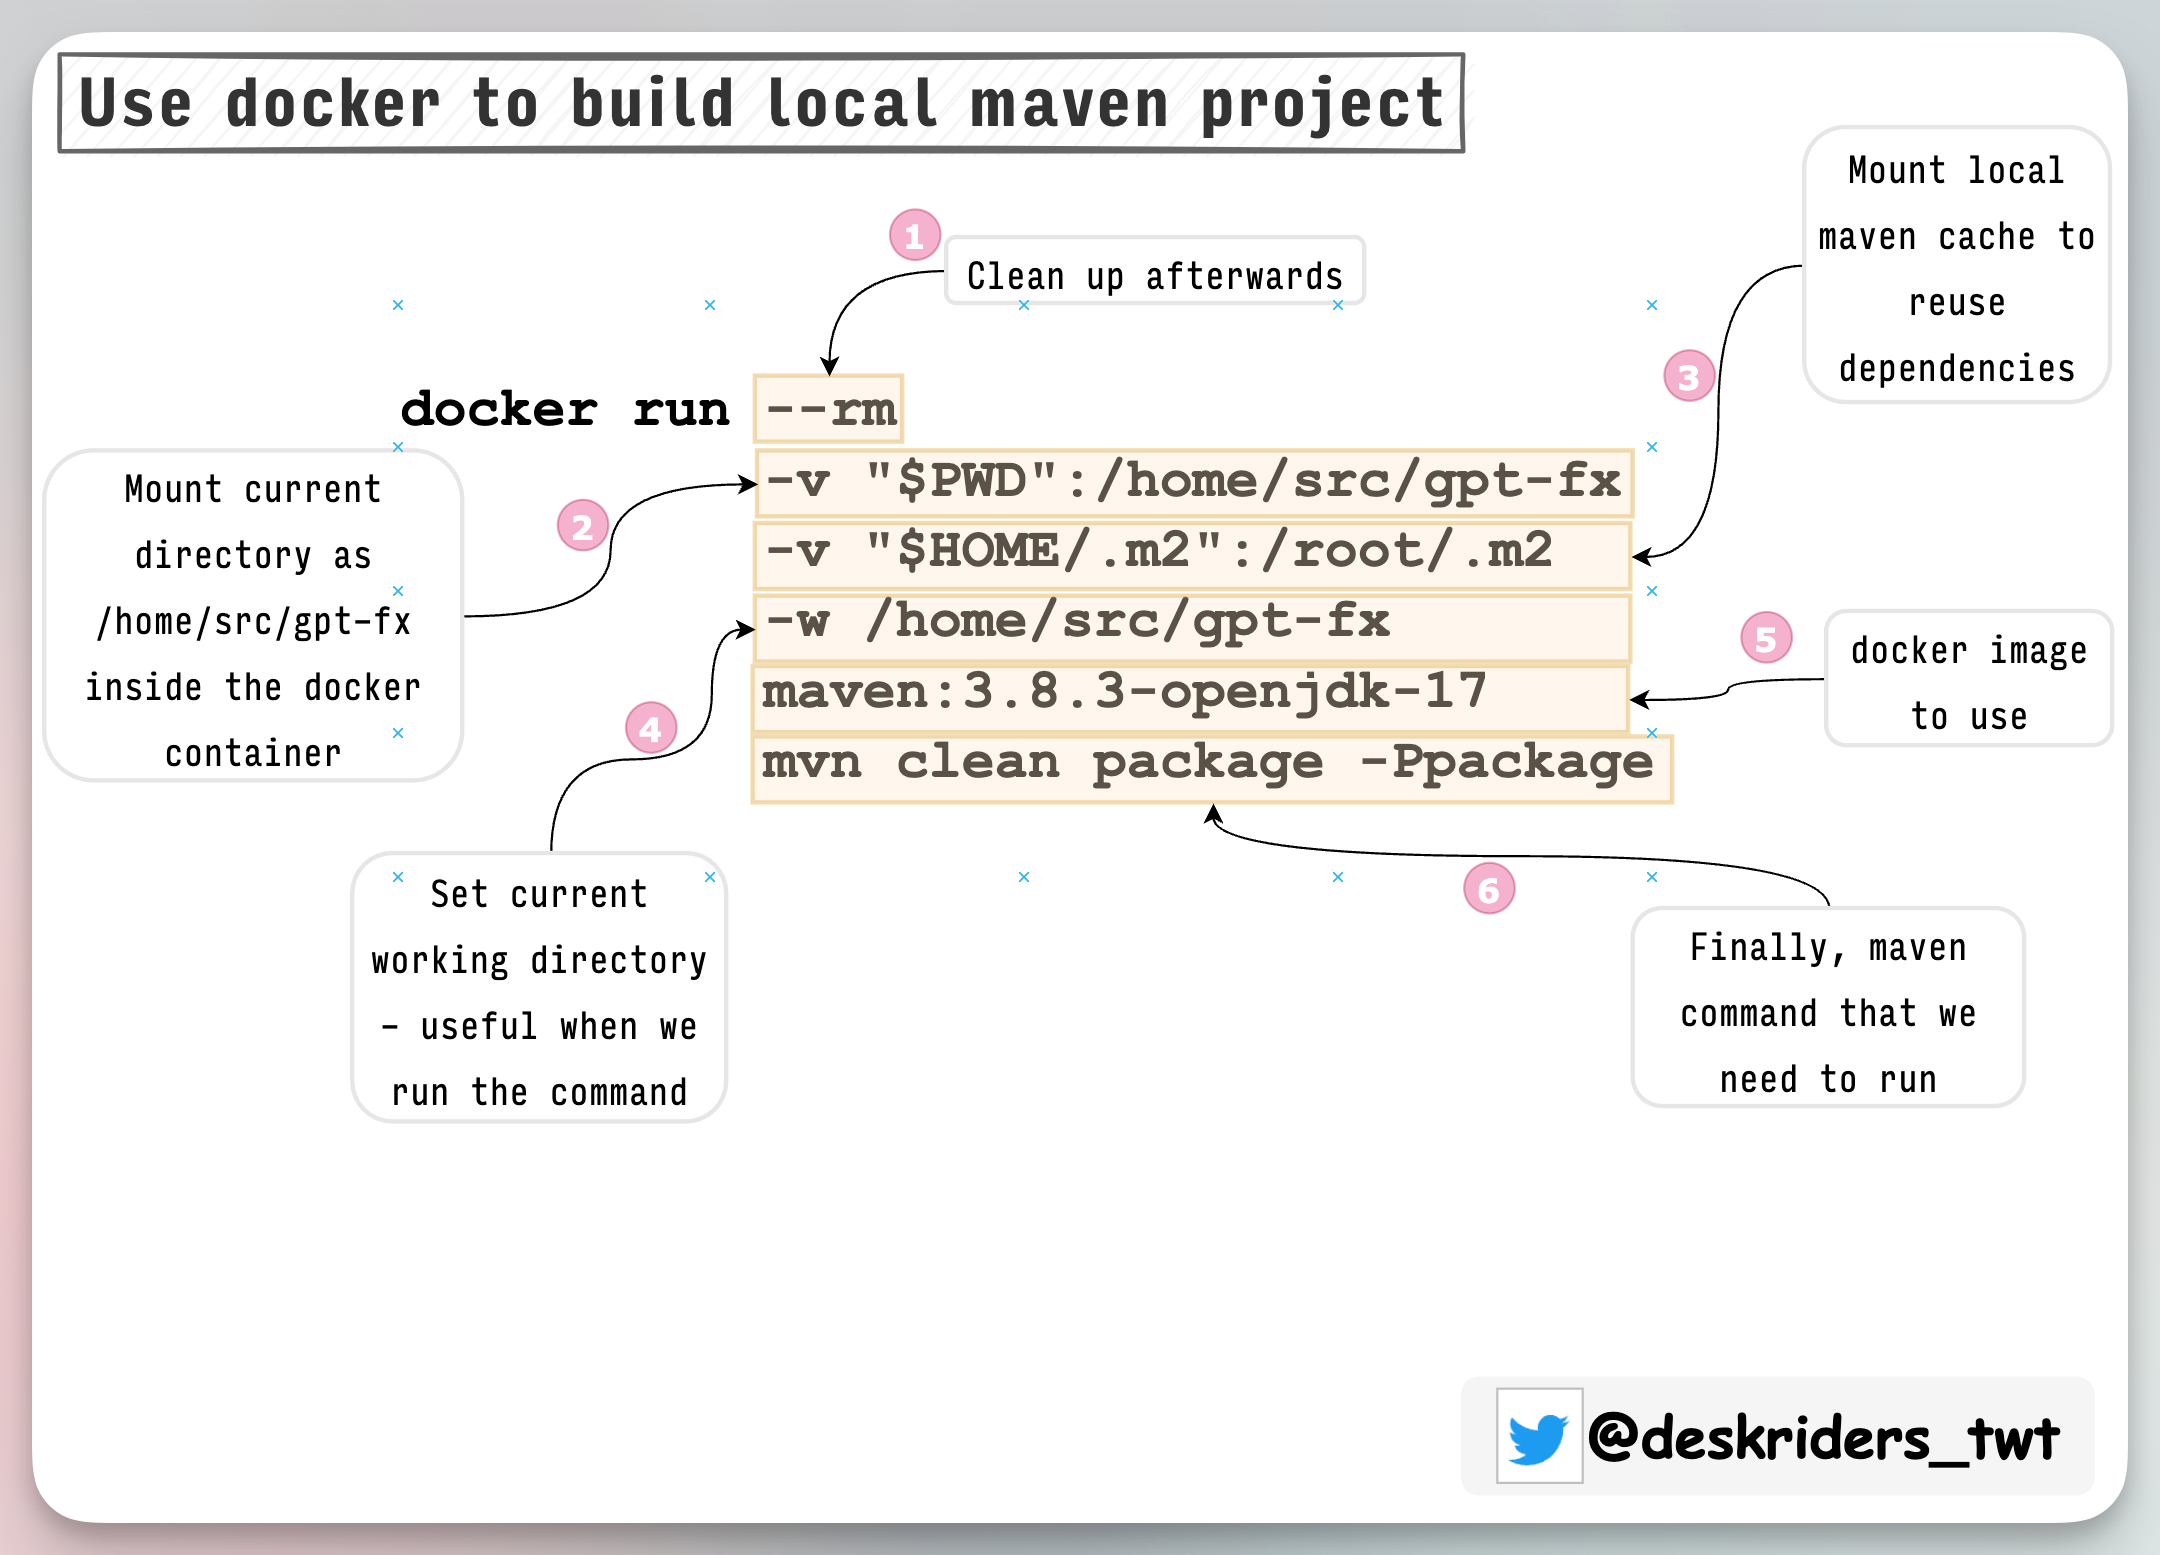 Use docker to build local maven project
1
Clean up afterwards
Mount local
maven cache to
reuse
dependencies
3
docker run --rm
-v "$PWD":/home/src/gpt-fx
-v "$HOME/.m2":/root/.m2
-w /home/src/gpt-fx
maven:3.8.3-openjdk-17
mvn clean package -Ppackage
2
Mount current
directory as
/home/src/gpt-fx
inside the docker
container
5
docker image
to use
4
Set current
working directory
- useful when we
run the command
6
Finally, maven
command that we
need to run
@deskriders_twt